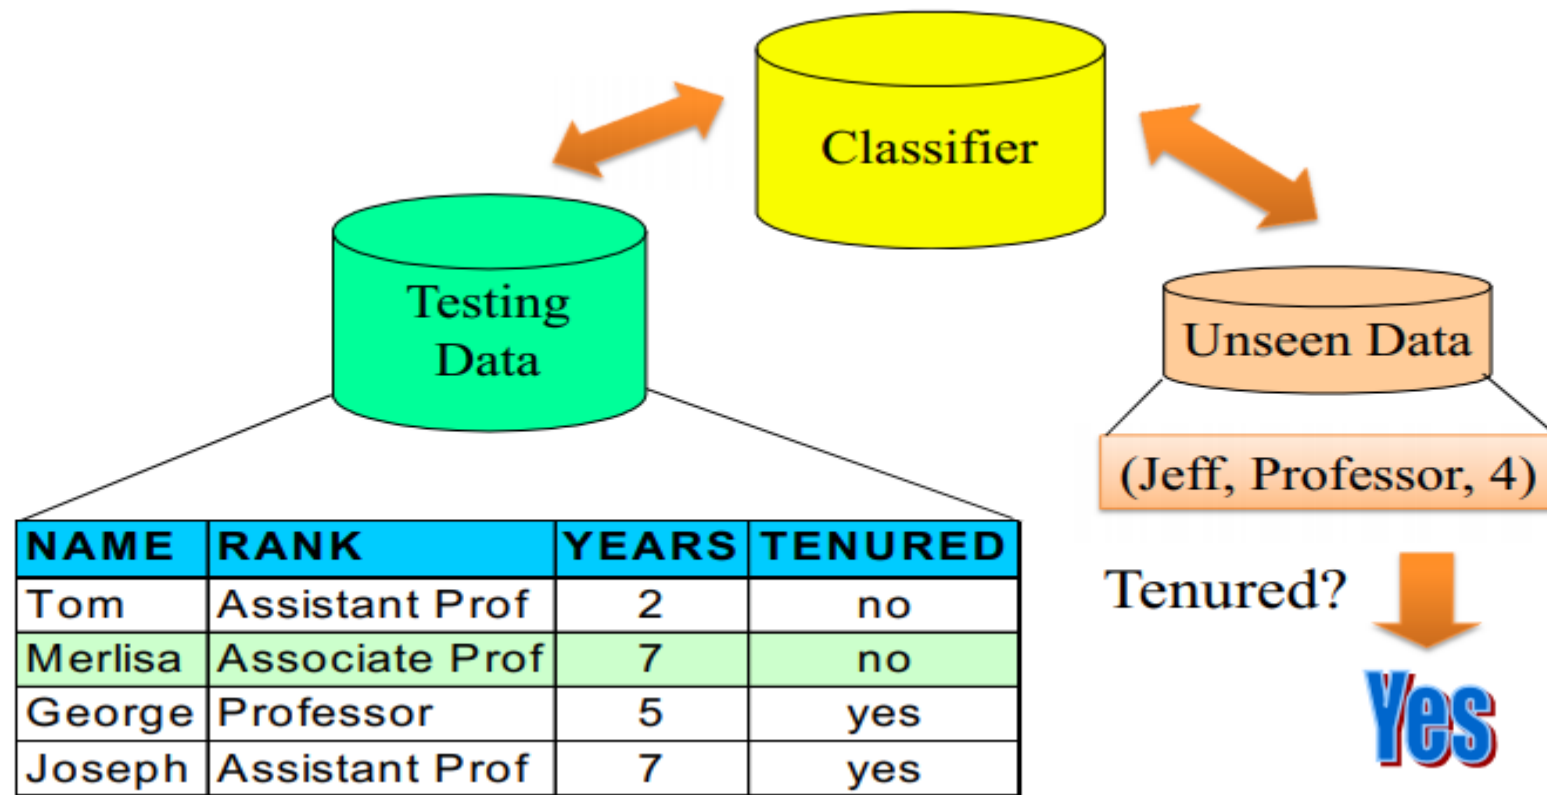 Classifier
Testing
Data
Unseen Data
(Jeff, Professor, 4)
NAME RANK YEARS TENURED
Tom Assistant Prof 2 no
Merlisa Associate Prof 7 no
George Professor 5 yes
Joseph Assistant Prof 7 yes
Tenured?
Yes